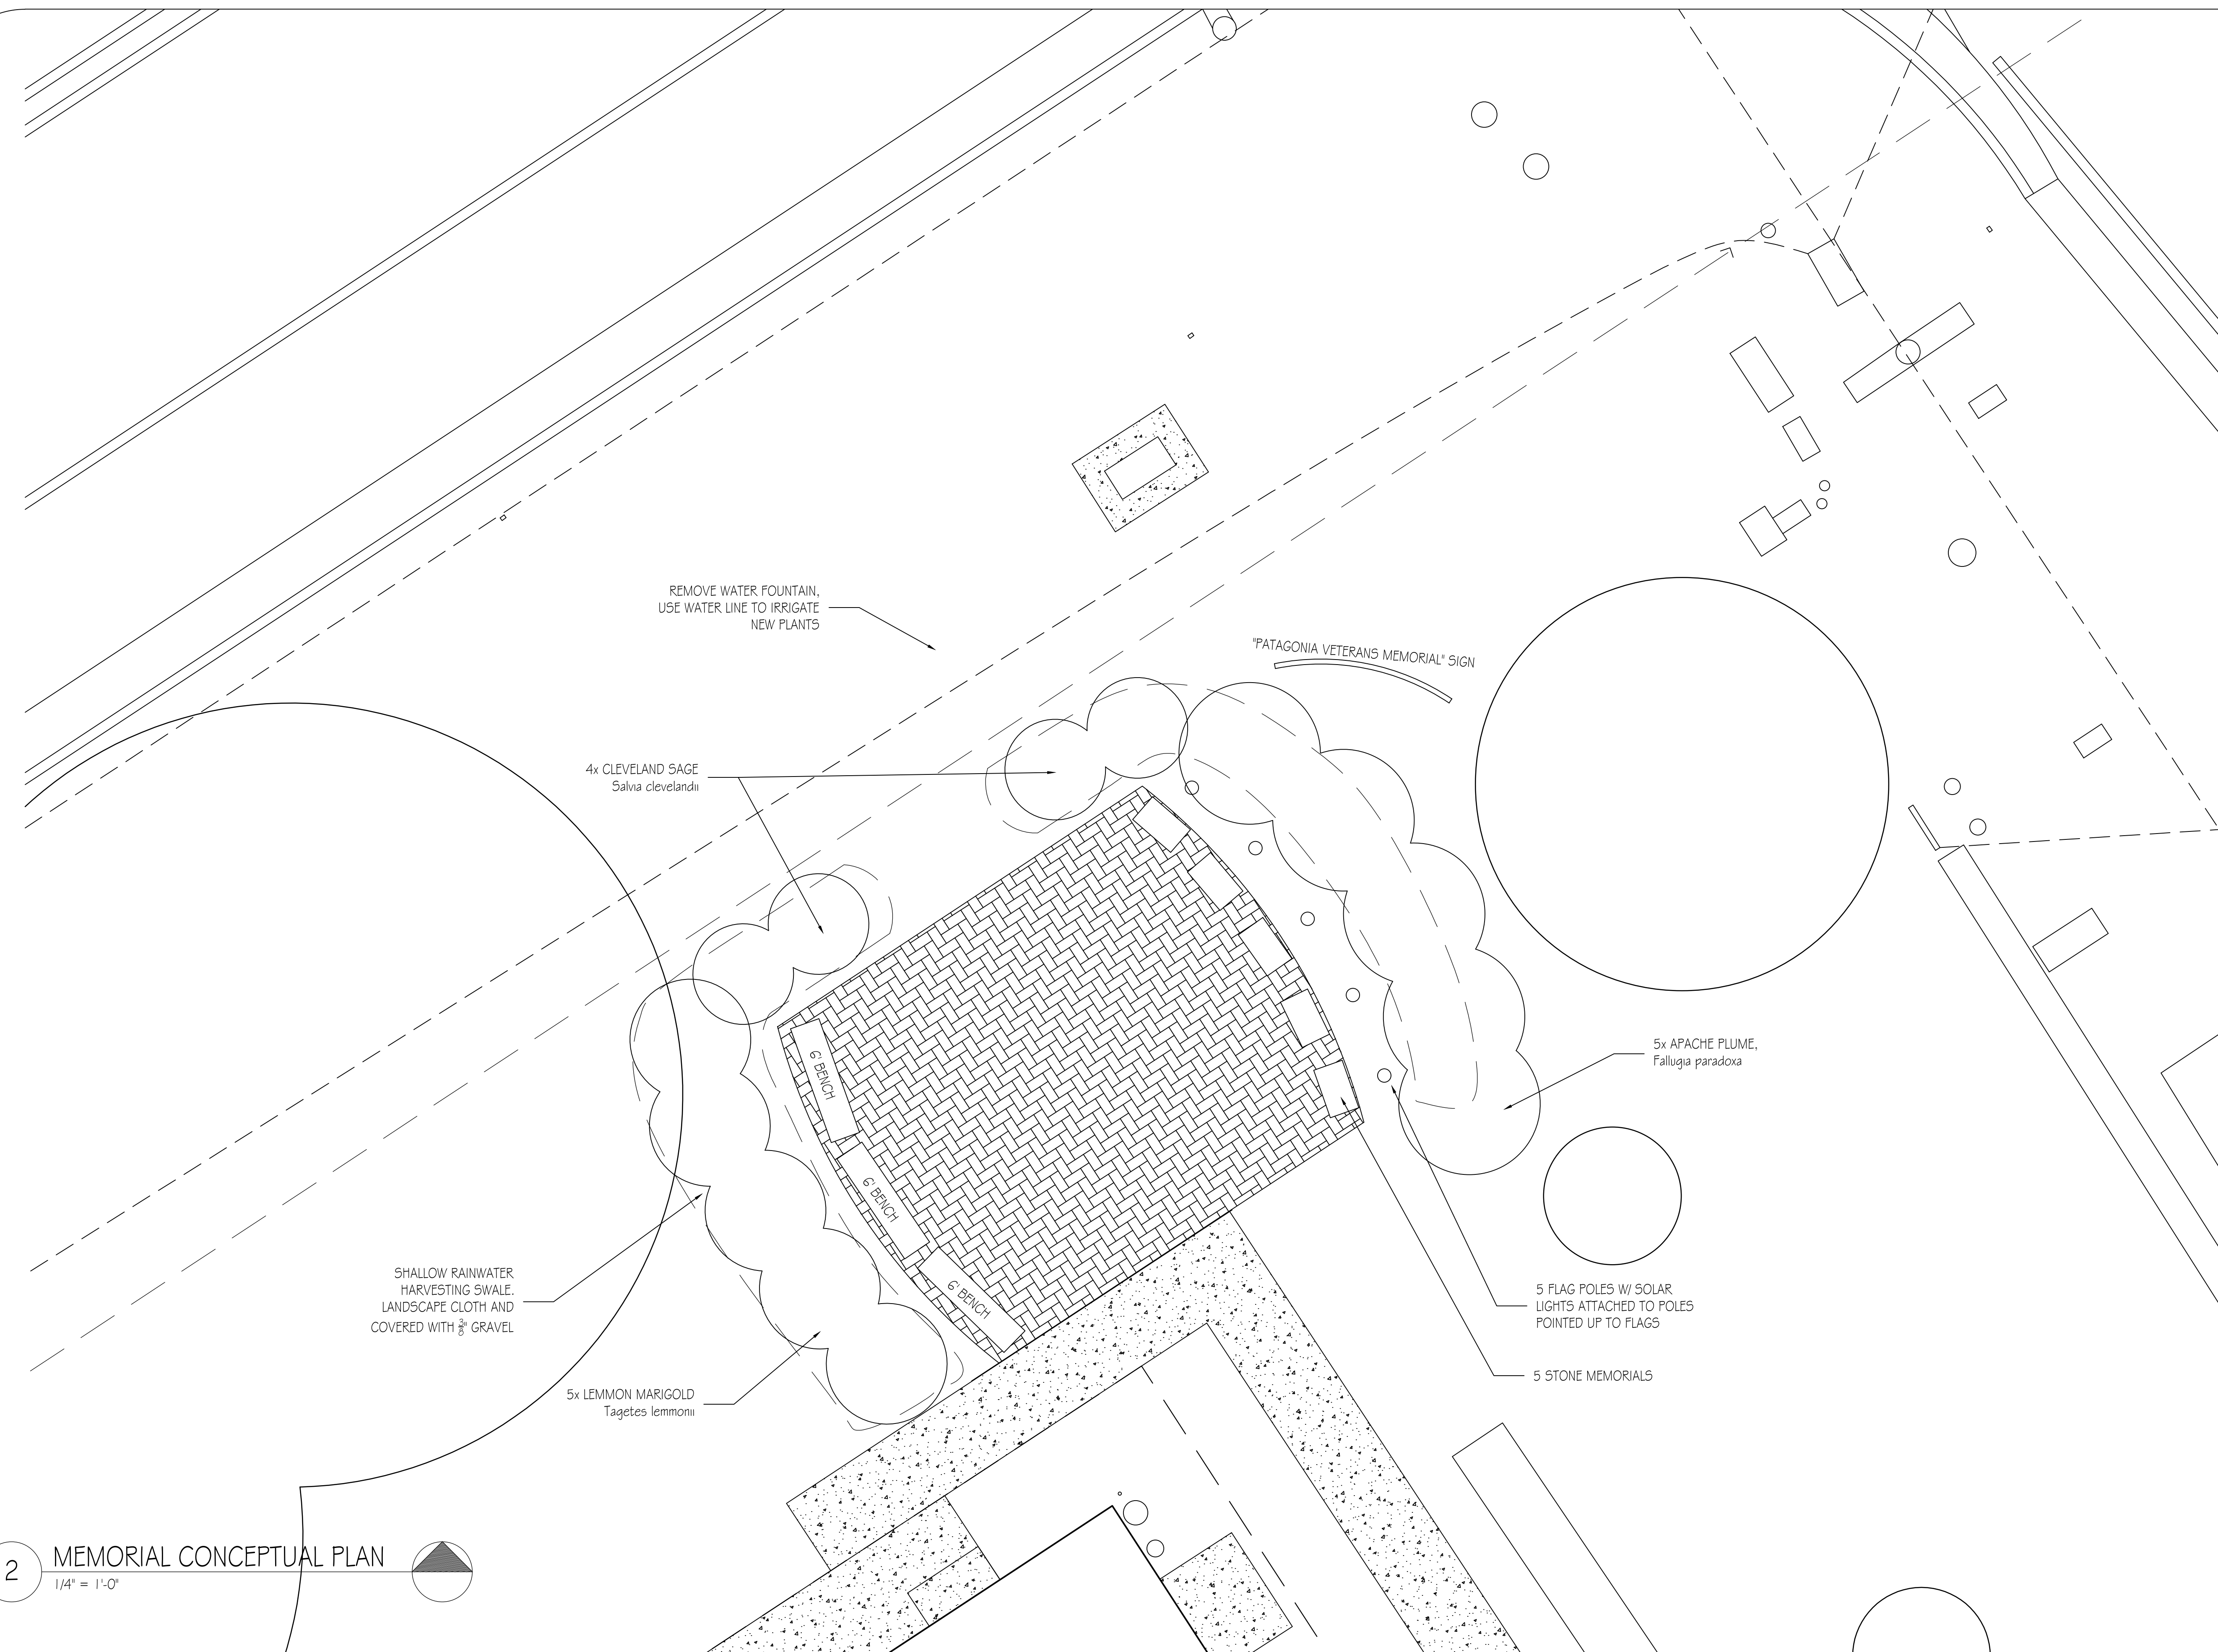 REMOVE WATER FOUNTAIN,
USE WATER LINE TO IRRIGATE
NEW PLANTS
"PATAGONIA VETERANS MEMORIAL" SIGN
4x CLEVELAND SAGE
Salvia clevelandii
6' BENCH
6' BENCH
6' BENCH
5x APACHE PLUME,
Fallugia paradoxa
SHALLOW RAINWATER
HARVESTING SWALE.
LANDSCAPE CLOTH AND
COVERED WITH 3/8" GRAVEL
5 FLAG POLES W/ SOLAR
LIGHTS ATTACHED TO POLES
POINTED UP TO FLAGS
5 STONE MEMORIALS
5x LEMMON MARIGOLD
Tagetes lemmonii
2
MEMORIAL CONCEPTUAL PLAN
1/4" = 1'-0"